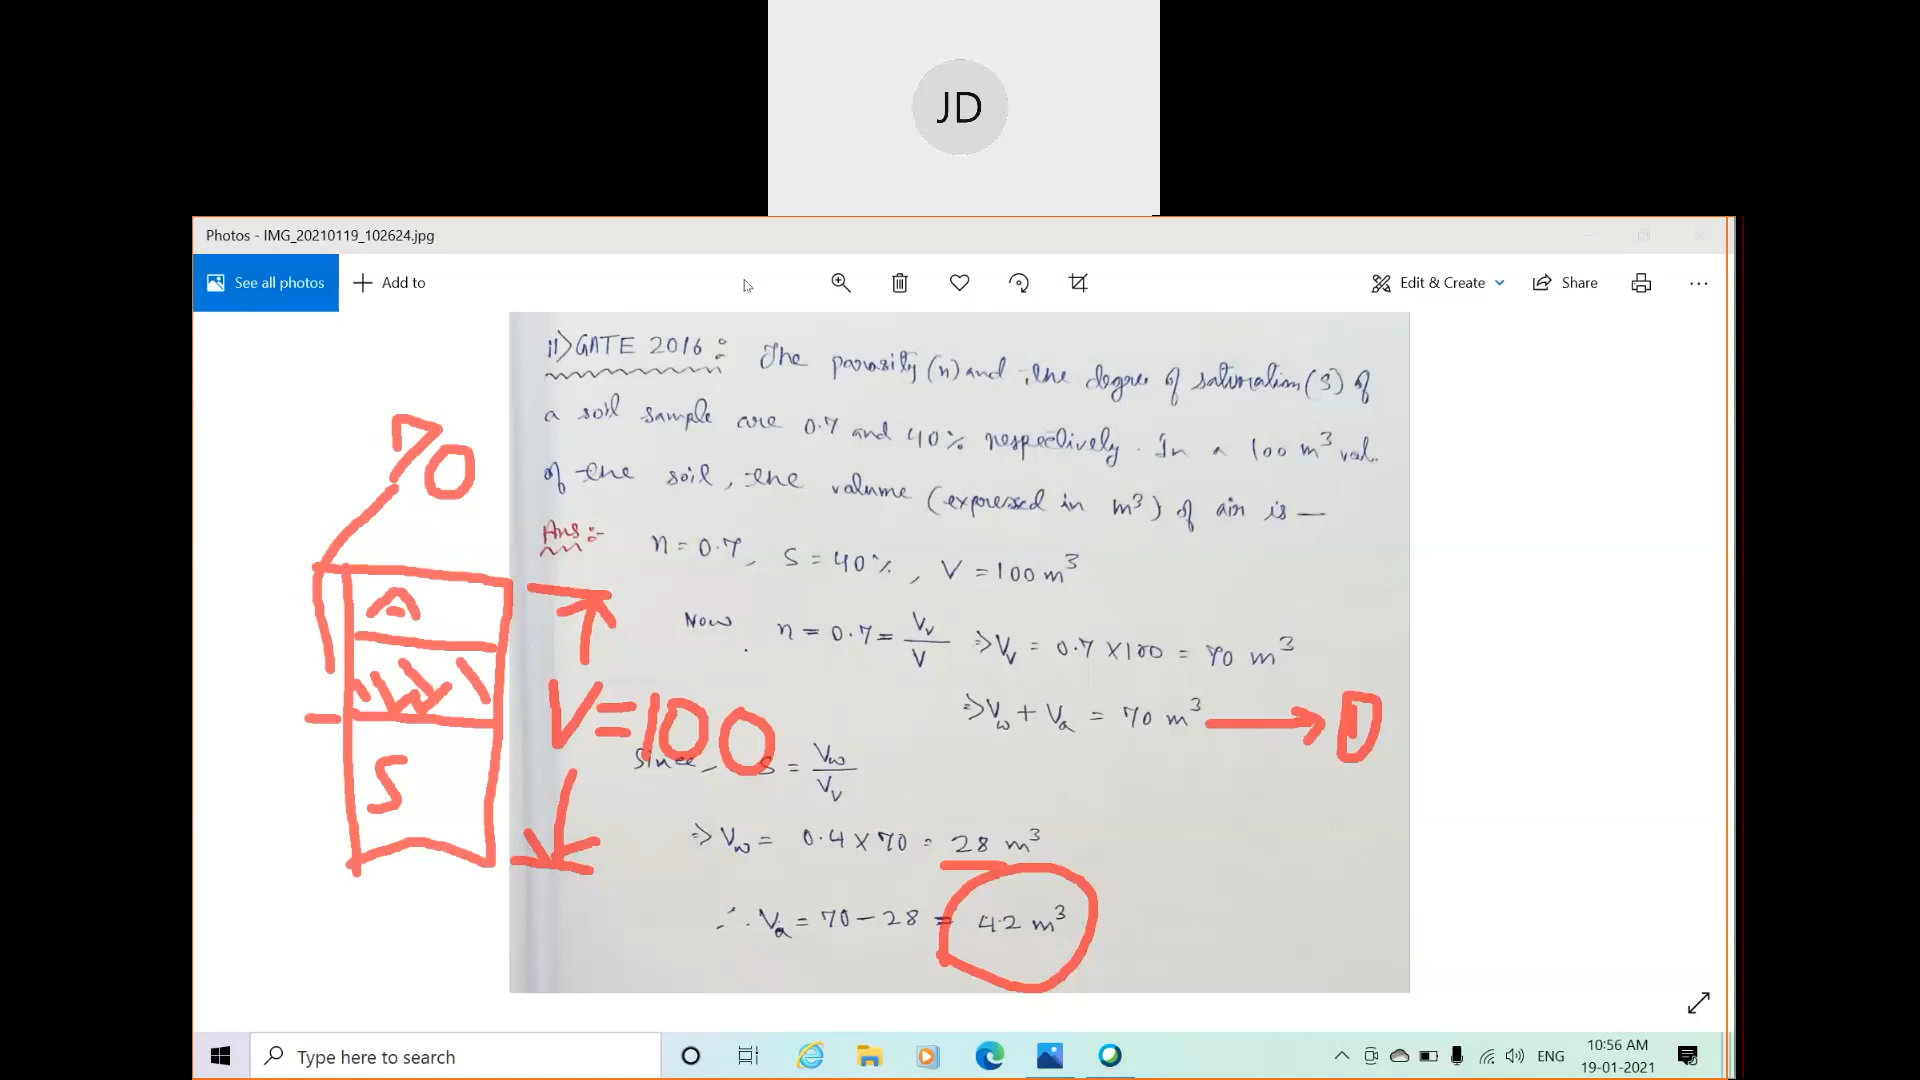 JD
Photos - IMG_20210119_102624.jpg
See all photos
Add to
Edit & Create
Share
...
11) GATE 2016 : The porosity (n) and the degree of saturation (S) of
a soil sample are 0.7 and 40% respectively. In a 100 m³ vol.
of the soil, the volume (expressed in m³) of air is —
Ans :-
n = 0.7, S = 40%, V = 100 m³
Now n = 0.7 = Vv/V ⇒ Vv = 0.7 × 100 = 70 m³
⇒ Vw + Va = 70 m³ → 1
Since, S = Vw/Vv
⇒ Vw = 0.4 × 70 = 28 m³
∴ Va = 70 - 28 = 42 m³
70
A
W
S
V=100
Type here to search
ENG
10:56 AM
19-01-2021